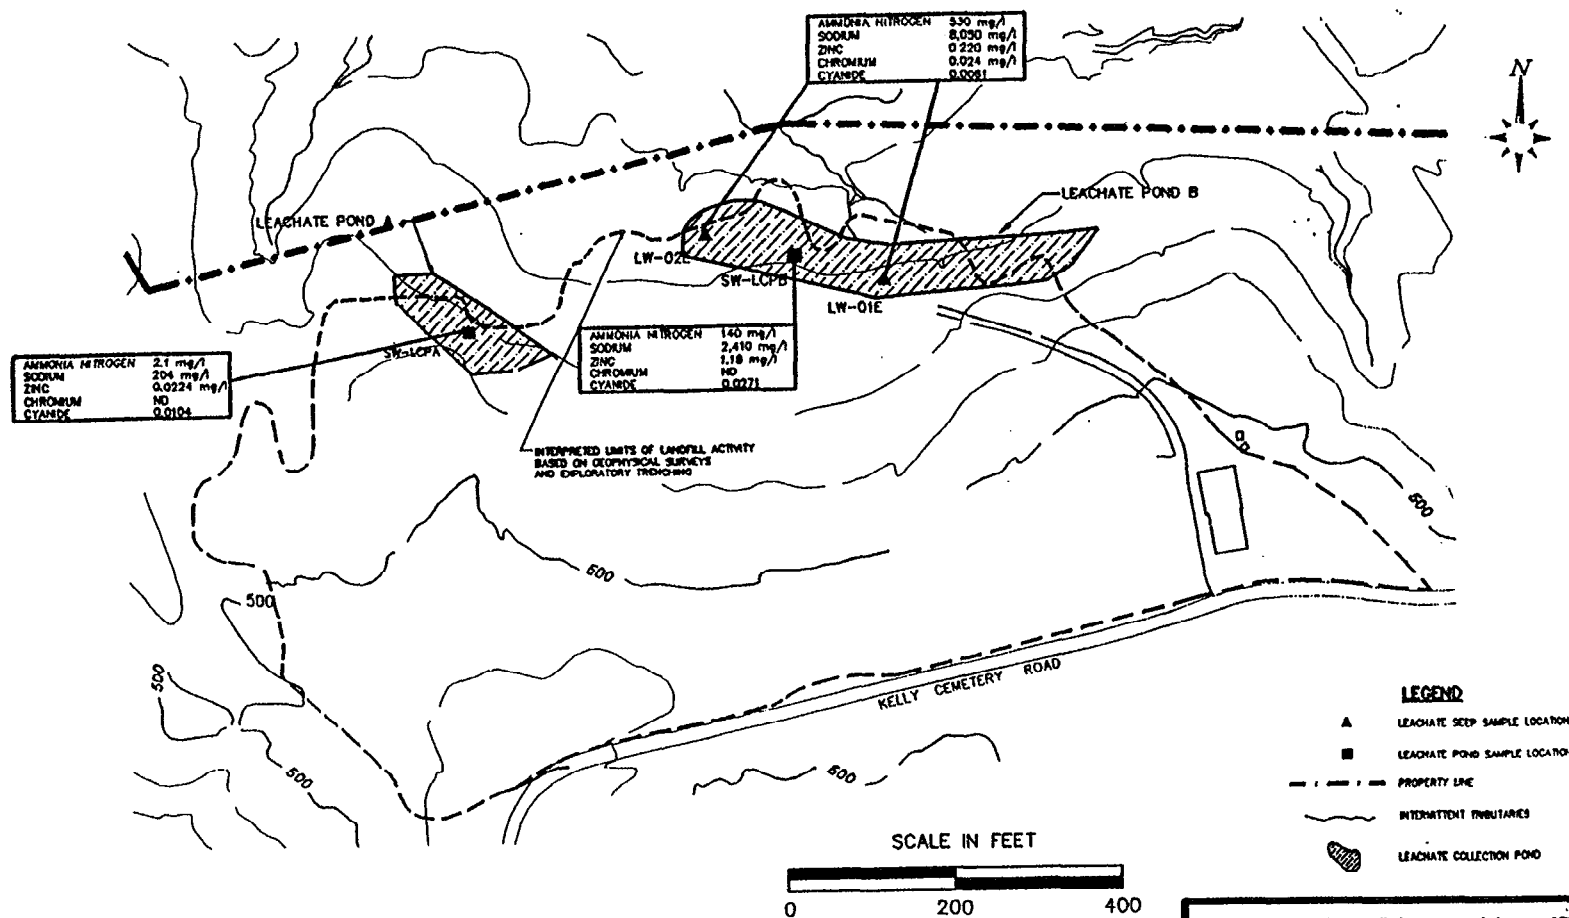 AMMONIA NITROGEN 530 mg/l
SODIUM 8,050 mg/l
ZINC 0.220 mg/l
CHROMIUM 0.024 mg/l
CYANIDE
N
LEACHATE POND A
LEACHATE POND B
LW-02E
SW-LCPB
LW-01E
SW-LCPA
AMMONIA NITROGEN 2.1 mg/l
SODIUM 204 mg/l
ZINC 0.0224 mg/l
CHROMIUM ND
CYANIDE 0.0104
AMMONIA NITROGEN 140 mg/l
SODIUM 2,410 mg/l
ZINC 1.18 mg/l
CHROMIUM ND
CYANIDE 0.0271
INTERPRETED LIMITS OF LANDFILL ACTIVITY
BASED ON GEOPHYSICAL SURVEYS
AND EXPLORATORY TRENCHING
600
600
500
500
500
600
KELLY CEMETERY ROAD
LEGEND
LEACHATE SEEP SAMPLE LOCATION
LEACHATE POND SAMPLE LOCATION
PROPERTY LINE
INTERMITTENT TRIBUTARIES
LEACHATE COLLECTION POND
SCALE IN FEET
0 200 400